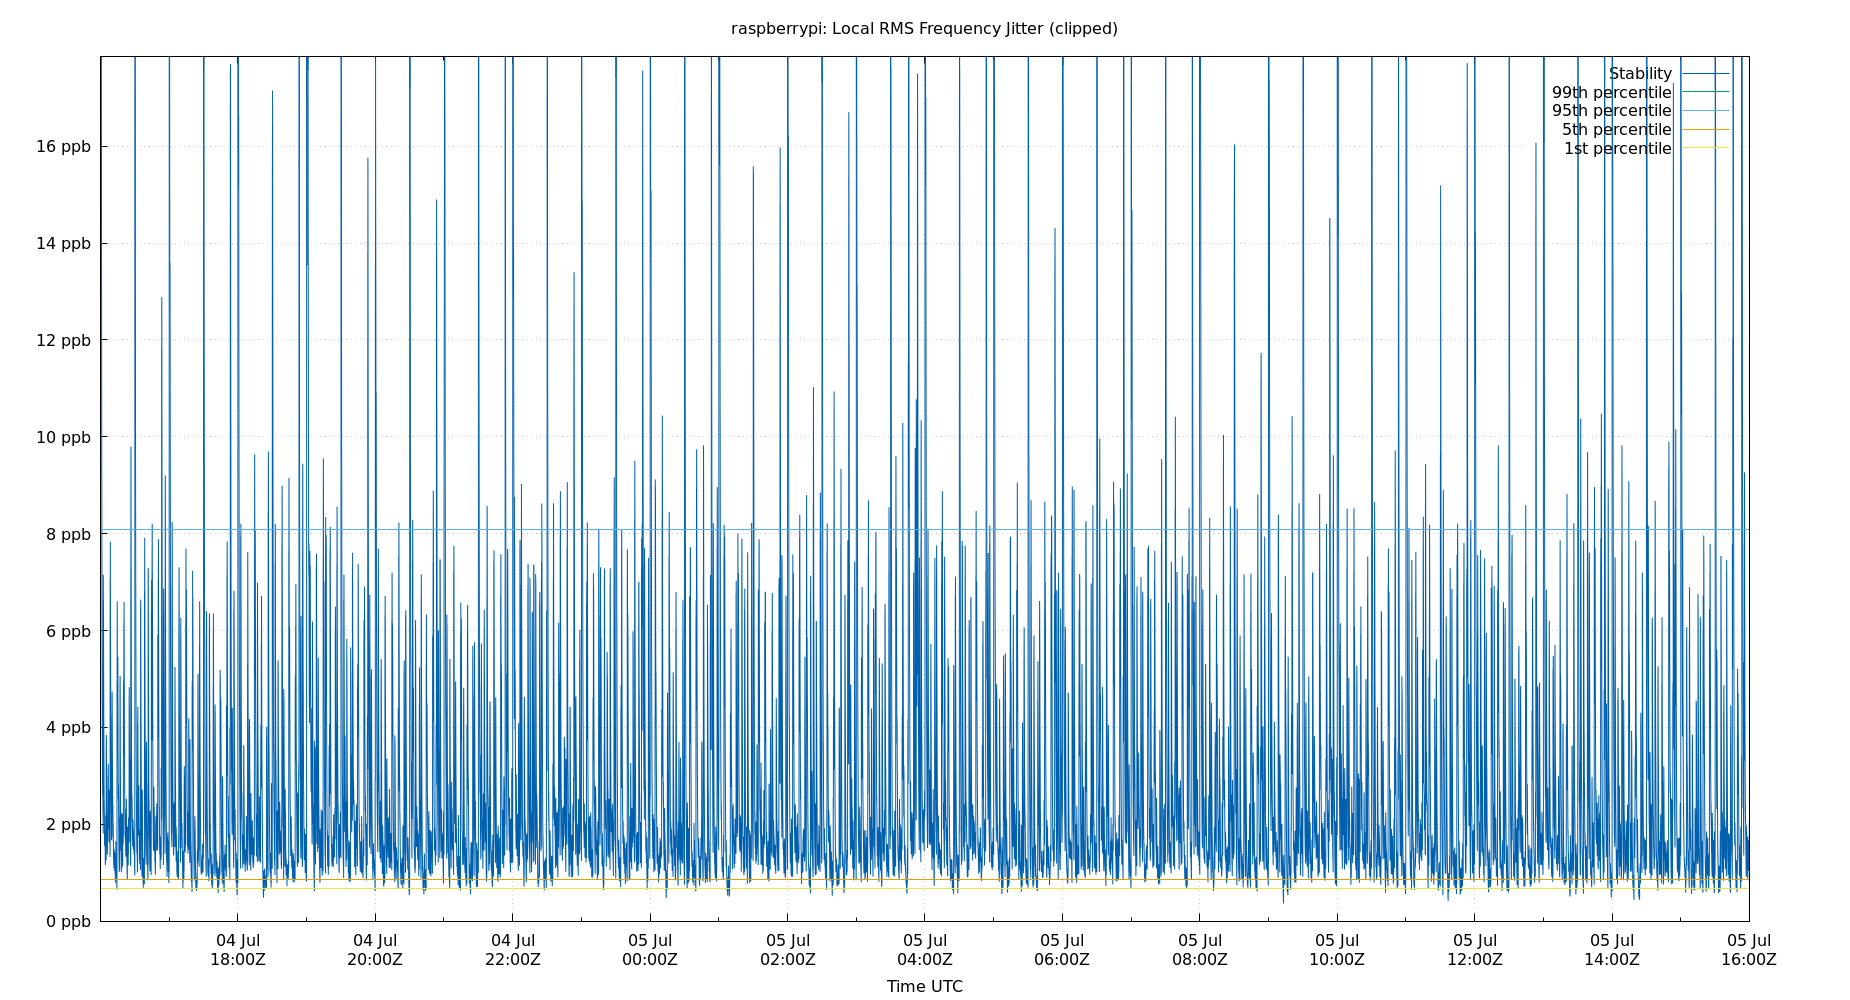 raspberrypi: Local RMS Frequency Jitter (clipped)
Stability
99th percentile
95th percentile
5th percentile
1st percentile
16 ppb
14 ppb
12 ppb
10 ppb
8 ppb
6 ppb
4 ppb
2 ppb
0 ppb
04 Jul 04 Jul 04 Jul 05 Jul 05 Jul 05 Jul 05 Jul 05 Jul 05 Jul 05 Jul 05 Jul 05 Jul
18:00Z 20:00Z 22:00Z 00:00Z 02:00Z 04:00Z 06:00Z 08:00Z 10:00Z 12:00Z 14:00Z 16:00Z
Time UTC